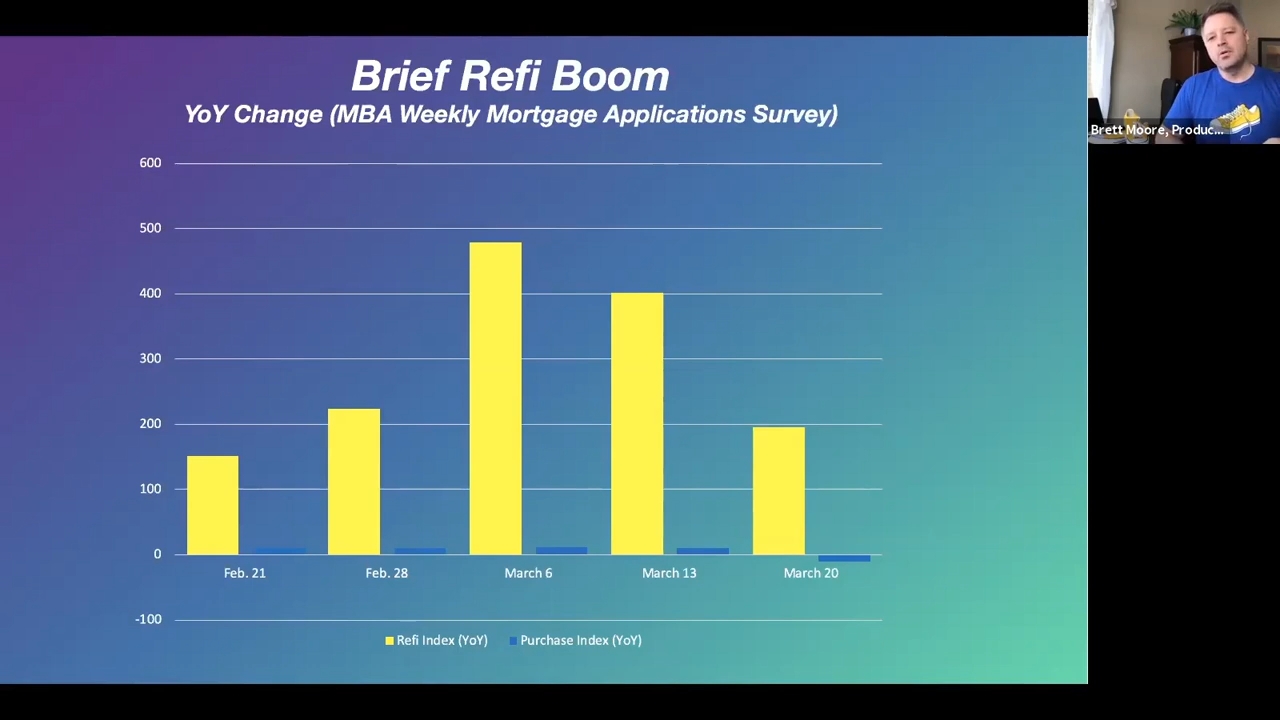 Brief Refi Boom
YoY Change (MBA Weekly Mortgage Applications Survey)
600
500
400
300
200
100
0
-100
Feb. 21 Feb. 28 March 6 March 13 March 20
Refi Index (YoY) Purchase Index (YoY)
Brett Moore, Produc...